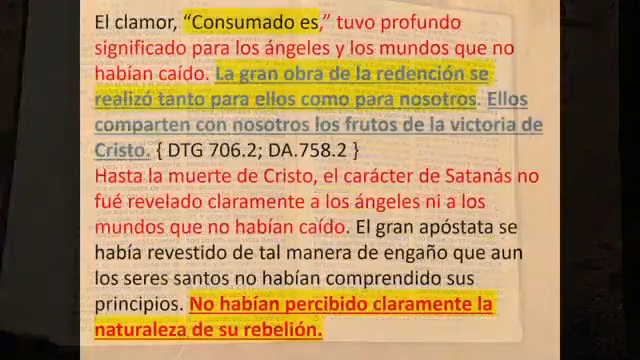 El clamor, “Consumado es,” tuvo profundo
significado para los ángeles y los mundos que no
habían caído. La gran obra de la redención se
realizó tanto para ellos como para nosotros. Ellos
comparten con nosotros los frutos de la victoria de
Cristo. { DTG 706.2; DA.758.2 }
Hasta la muerte de Cristo, el carácter de Satanás no
fué revelado claramente a los ángeles ni a los
mundos que no habían caído. El gran apóstata se
había revestido de tal manera de engaño que aun
los seres santos no habían comprendido sus
principios. No habían percibido claramente la
naturaleza de su rebelión.